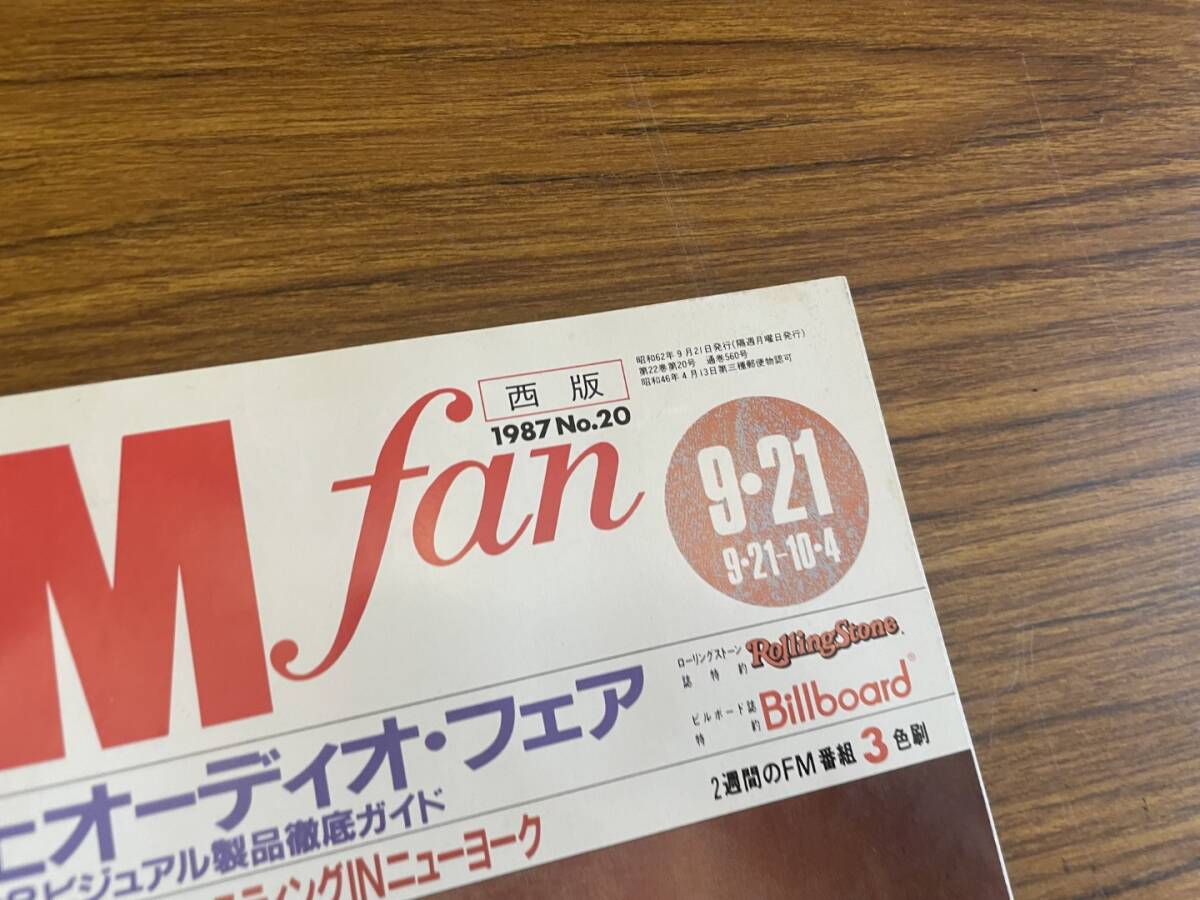 昭和62年9月21日発行(隔週月曜日発行)
第22巻第20号 通巻560号
昭和46年4月13日第三種郵便物認可
西版
1987 No.20
M fan
9・21
9・21-10・4
ローリングストーン
誌特約
RollingStone.
ビルボード誌
特約
Billboard®
オーディオ・フェア
ビジュアル製品徹底ガイド
2週間のFM番組3色刷
ティングINニューヨーク